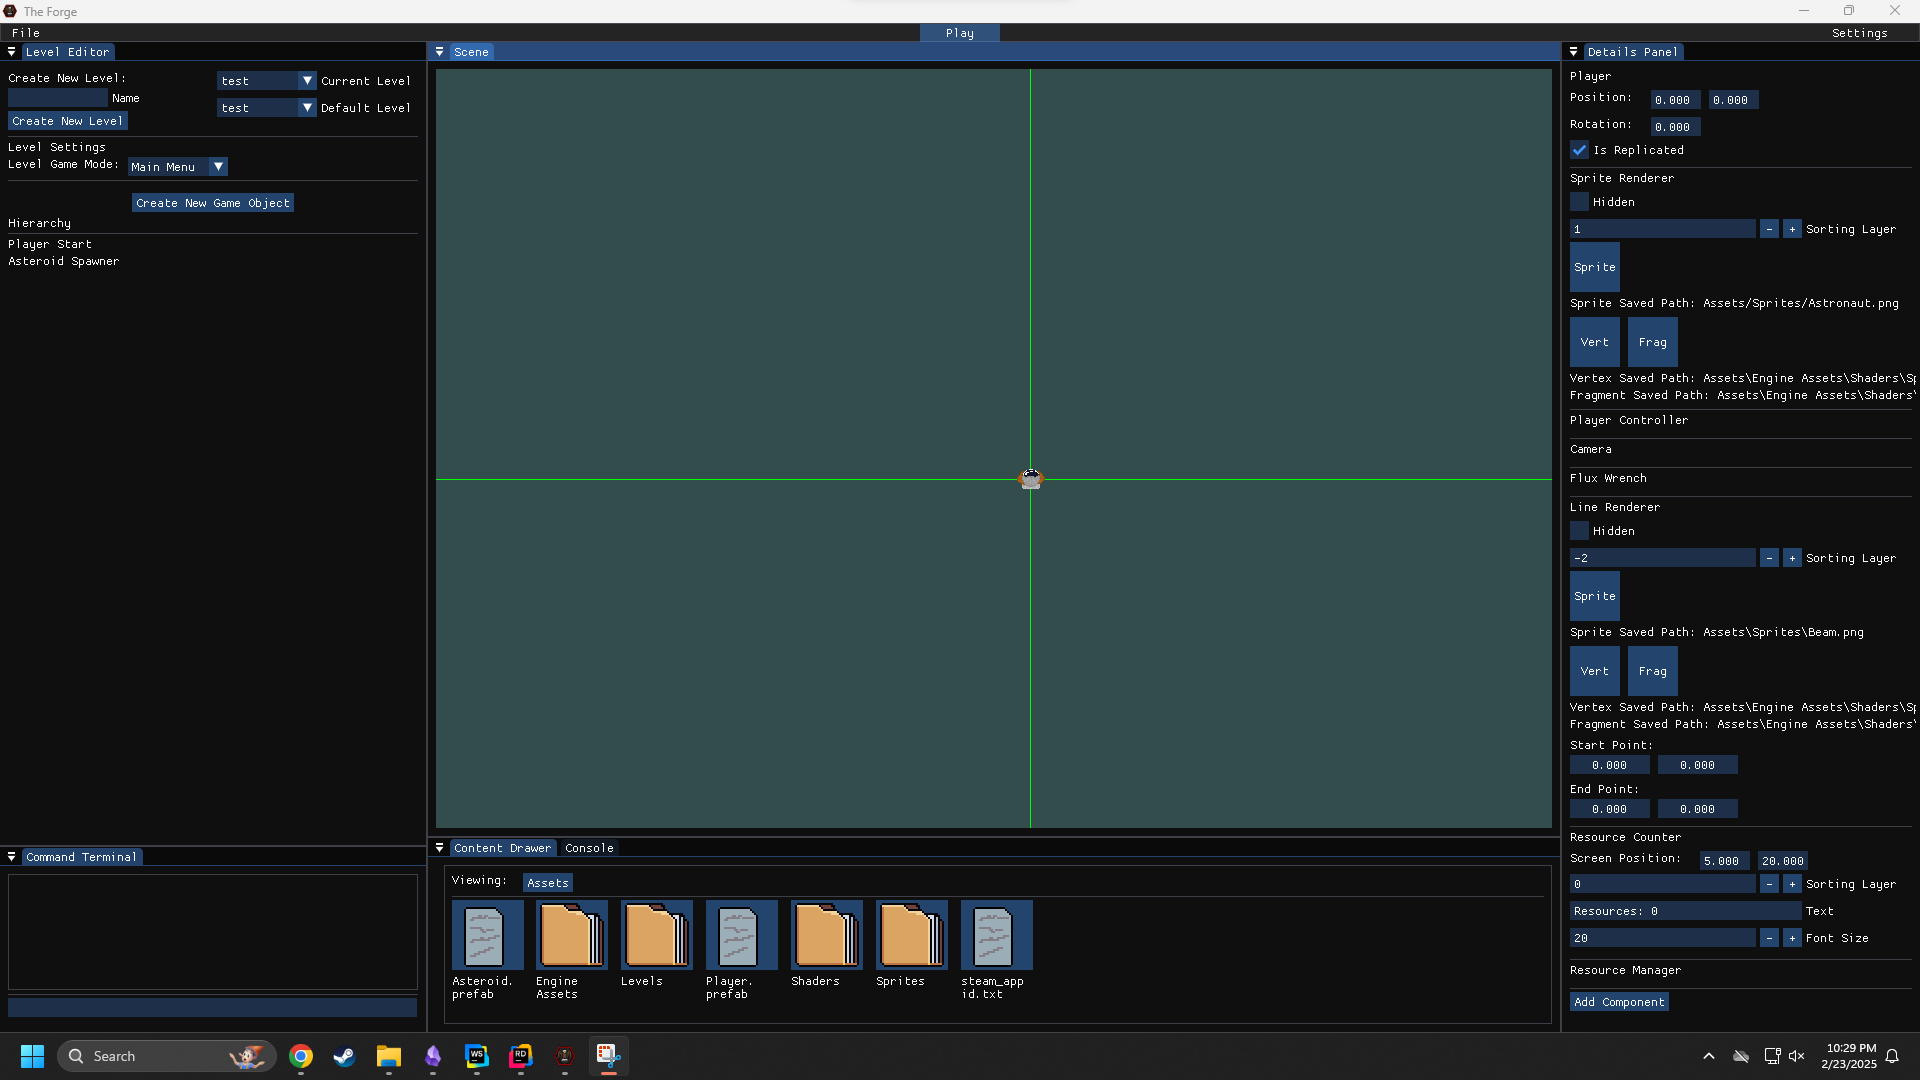 The Forge
File
Play
Settings
Level Editor
Create New Level:
Name
Create New Level
test
Current Level
test
Default Level
Level Settings
Level Game Mode:
Main Menu
Create New Game Object
Hierarchy
Player Start
Asteroid Spawner
Command Terminal
Scene
Content Drawer
Console
Viewing:
Assets
Asteroid.
prefab
Engine
Assets
Levels
Player.
prefab
Shaders
Sprites
steam_app
id.txt
Details Panel
Player
Position:
0.000
0.000
Rotation:
0.000
Is Replicated
Sprite Renderer
Hidden
1
-
+
Sorting Layer
Sprite
Sprite Saved Path: Assets/Sprites/Astronaut.png
Vert
Frag
Vertex Saved Path: Assets\Engine Assets\Shaders\Sp
Fragment Saved Path: Assets\Engine Assets\Shaders\
Player Controller
Camera
Flux Wrench
Line Renderer
Hidden
-2
-
+
Sorting Layer
Sprite
Sprite Saved Path: Assets\Sprites\Beam.png
Vert
Frag
Vertex Saved Path: Assets\Engine Assets\Shaders\Sp
Fragment Saved Path: Assets\Engine Assets\Shaders\
Start Point:
0.000
0.000
End Point:
0.000
0.000
Resource Counter
Screen Position:
5.000
20.000
0
-
+
Sorting Layer
Resources: 0
Text
20
-
+
Font Size
Resource Manager
Add Component
Search
WS
RD
10:29 PM
2/23/2025